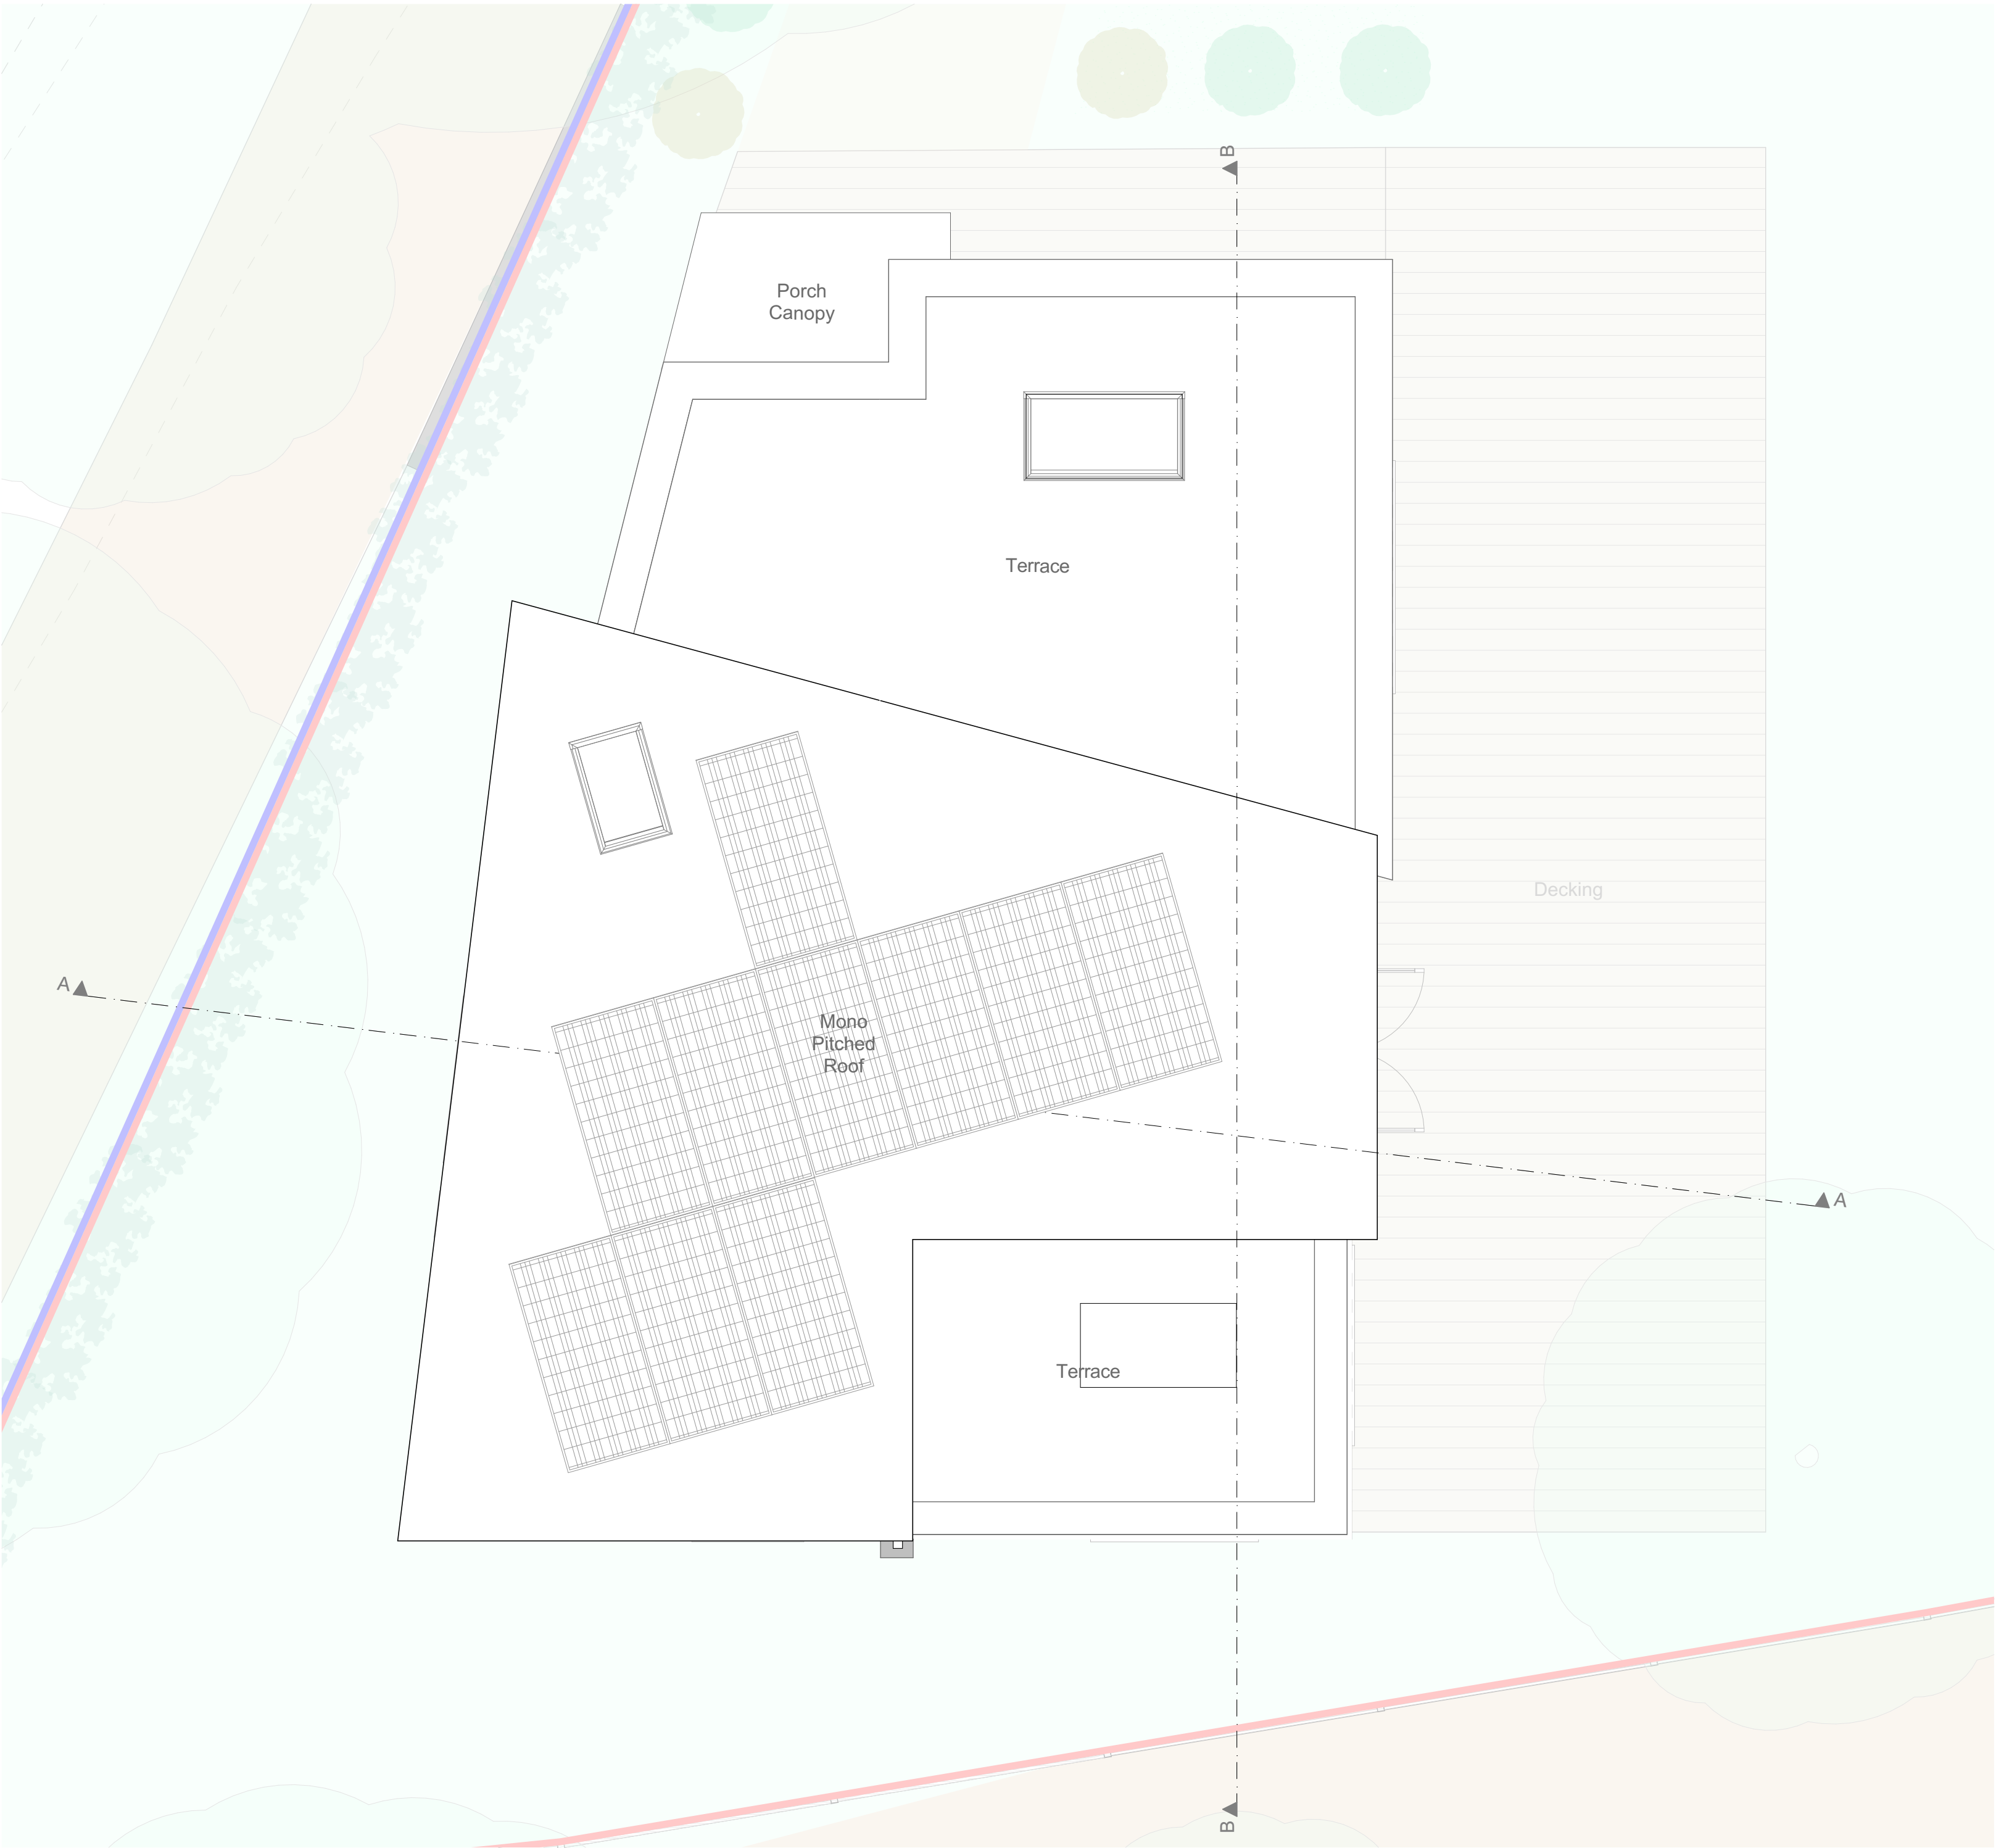 B
Porch
Canopy
Terrace
Decking
A
Mono
Pitched
Roof
A
Terrace
B